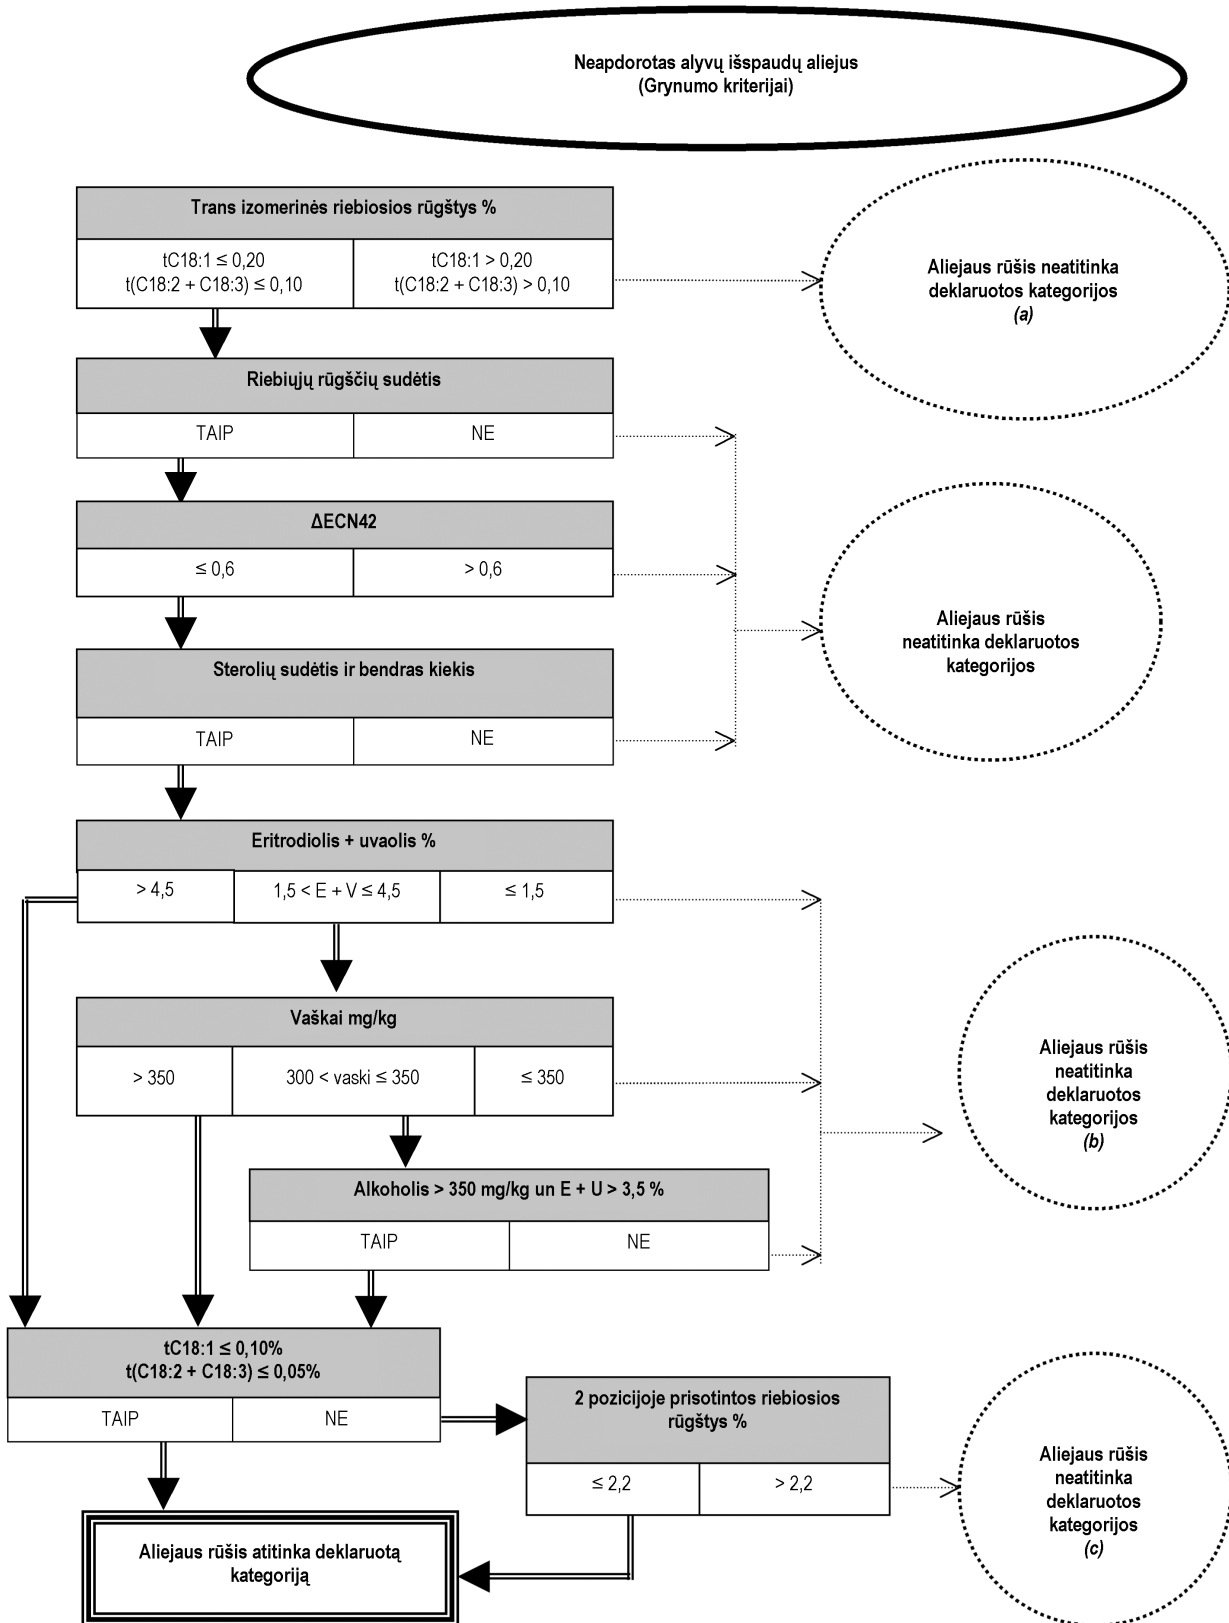 Neapdorotas alyvų išspaudų aliejus
(Grynumo kriterijai)
Trans izomerinės riebiosios rūgštys %
tC18:1 ≤ 0,20
t(C18:2 + C18:3) ≤ 0,10
tC18:1 > 0,20
t(C18:2 + C18:3) > 0,10
Aliejaus rūšis neatitinka
deklaruotos kategorijos
(a)
Riebiųjų rūgščių sudėtis
TAIP
NE
ΔECN42
≤ 0,6
> 0,6
Aliejaus rūšis
neatitinka deklaruotos
kategorijos
Sterolių sudėtis ir bendras kiekis
TAIP
NE
Eritrodiolis + uvaolis %
> 4,5
1,5 < E + V ≤ 4,5
≤ 1,5
Vaškai mg/kg
> 350
300 < vaski ≤ 350
≤ 350
Aliejaus rūšis
neatitinka
deklaruotos
kategorijos
(b)
Alkoholis > 350 mg/kg un E + U > 3,5 %
TAIP
NE
tC18:1 ≤ 0,10%
t(C18:2 + C18:3) ≤ 0,05%
TAIP
NE
2 pozicijoje prisotintos riebiosios
rūgštys %
≤ 2,2
> 2,2
Aliejaus rūšis
neatitinka
deklaruotos
kategorijos
(c)
Aliejaus rūšis atitinka deklaruotą
kategoriją